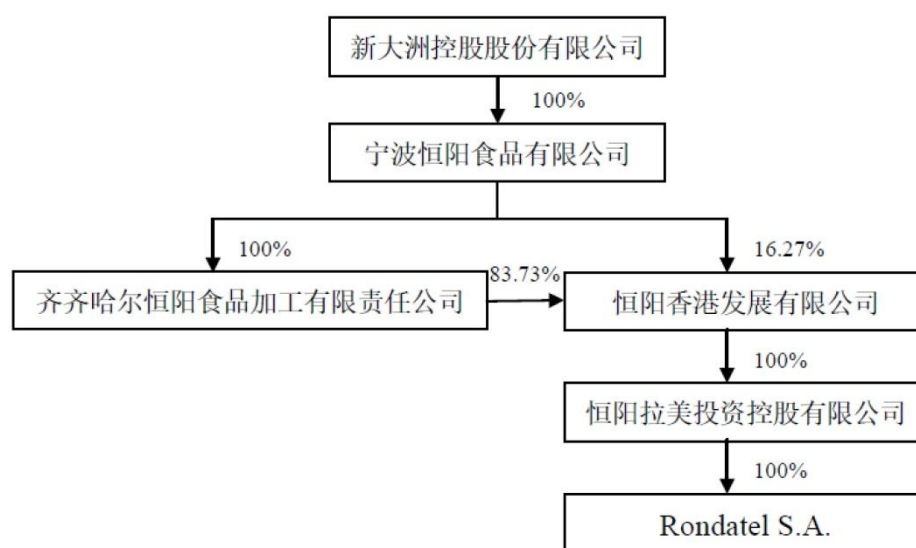 新大洲控股股份有限公司
100%
宁波恒阳食品有限公司
100%
16.27%
齐齐哈尔恒阳食品加工有限责任公司
83.73%
恒阳香港发展有限公司
100%
恒阳拉美投资控股有限公司
100%
Rondatel S.A.